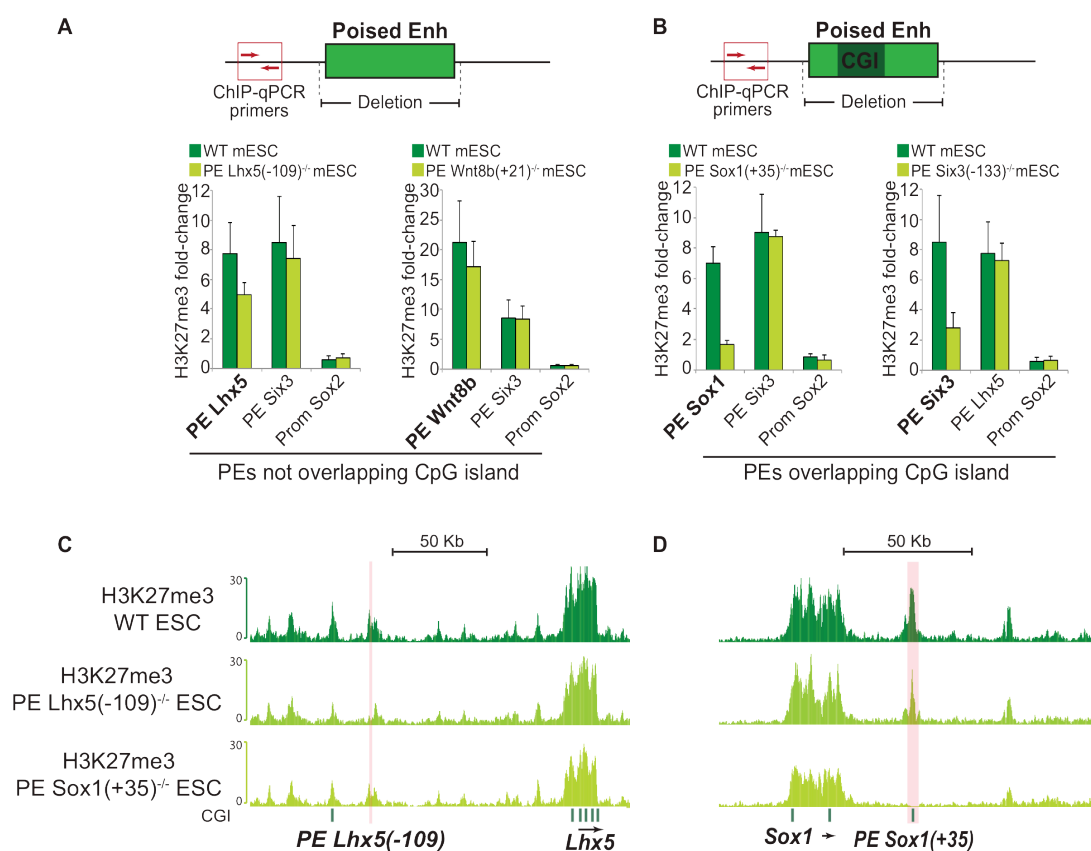 A
Poised Enh
ChIP-qPCR
primers
Deletion
WT mESC
PE Lhx5(-109)-/- mESC
H3K27me3 fold-change
12
10
8
6
4
2
0
PE Lhx5
PE Six3
Prom Sox2
WT mESC
PE Wnt8b(+21)-/- mESC
H3K27me3 fold-change
30
25
20
15
10
5
0
PE Wnt8b
PE Six3
Prom Sox2
PEs not overlapping CpG island
B
Poised Enh
CGI
ChIP-qPCR
primers
Deletion
WT mESC
PE Sox1(+35)-/-mESC
H3K27me3 fold-change
12
10
8
6
4
2
0
PE Sox1
PE Six3
Prom Sox2
WT mESC
PE Six3(-133)-/-mESC
H3K27me3 fold-change
12
10
8
6
4
2
0
PE Six3
PE Lhx5
Prom Sox2
PEs overlapping CpG island
C
50 Kb
H3K27me3
WT ESC
30
0
H3K27me3
PE Lhx5(-109)-/- ESC
30
0
H3K27me3
PE Sox1(+35)-/- ESC
30
0
CGI
PE Lhx5(-109)
Lhx5
D
50 Kb
Sox1
PE Sox1(+35)